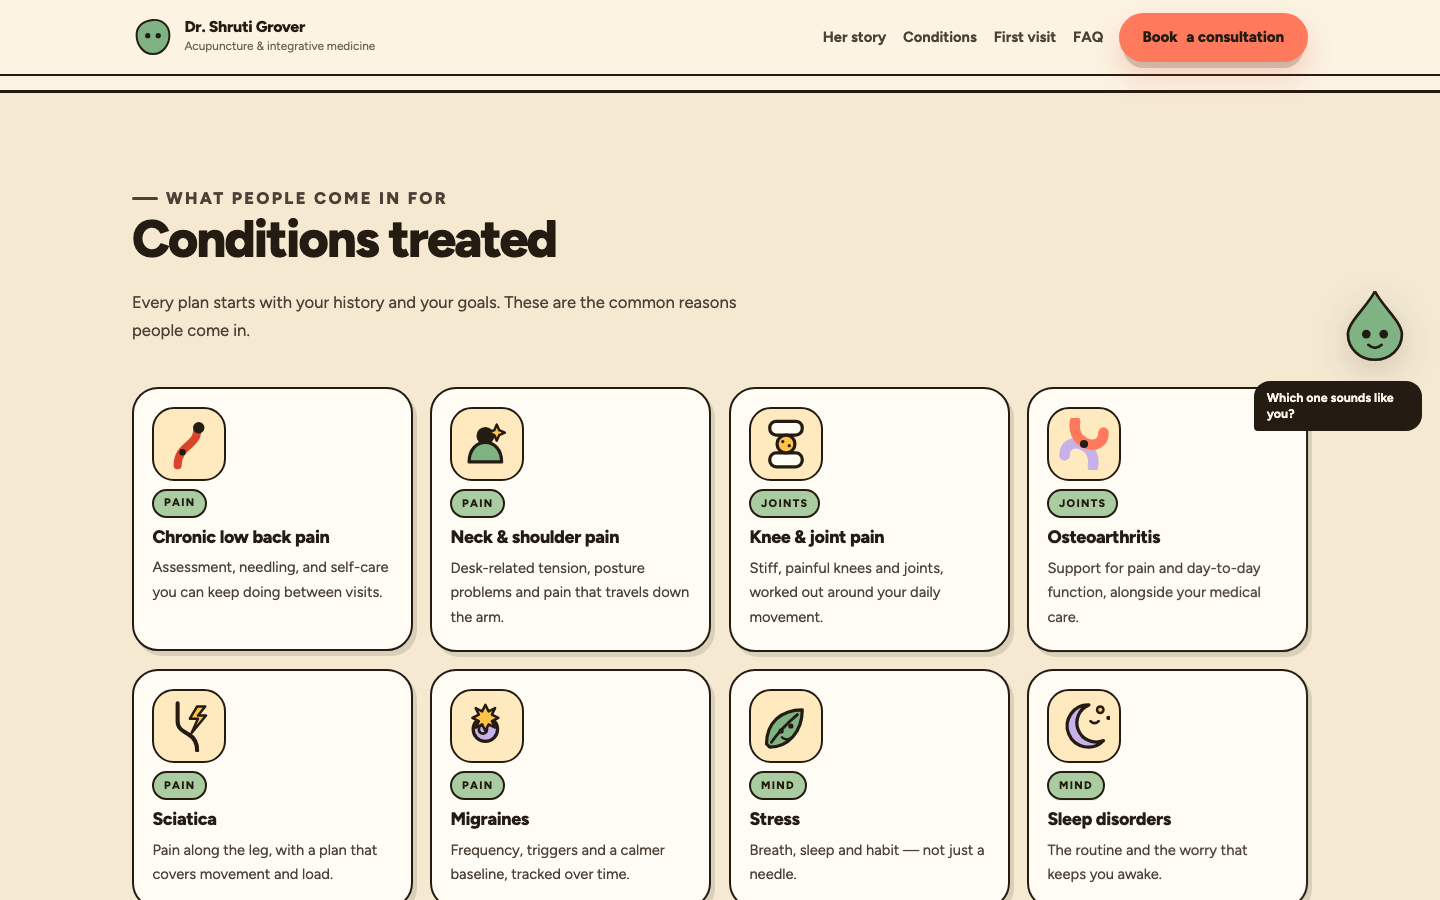 Dr. Shruti Grover
Acupuncture & integrative medicine
Her story
Conditions
First visit
FAQ
Book a consultation
WHAT PEOPLE COME IN FOR
Conditions treated
Every plan starts with your history and your goals. These are the common reasons
people come in.
Which one sounds like
you?
PAIN
Chronic low back pain
Assessment, needling, and self-care
you can keep doing between visits.
PAIN
Neck & shoulder pain
Desk-related tension, posture
problems and pain that travels down
the arm.
JOINTS
Knee & joint pain
Stiff, painful knees and joints,
worked out around your daily
movement.
JOINTS
Osteoarthritis
Support for pain and day-to-day
function, alongside your medical
care.
PAIN
Sciatica
Pain along the leg, with a plan that
covers movement and load.
PAIN
Migraines
Frequency, triggers and a calmer
baseline, tracked over time.
MIND
Stress
Breath, sleep and habit — not just a
needle.
MIND
Sleep disorders
The routine and the worry that
keeps you awake.